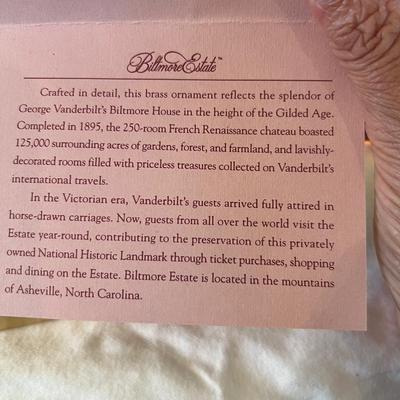 Biltmore Estate™
Crafted in detail, this brass ornament reflects the splendor of
George Vanderbilt's Biltmore House in the height of the Gilded Age.
Completed in 1895, the 250-room French Renaissance chateau boasted
125,000 surrounding acres of gardens, forest, and farmland, and lavishly-
decorated rooms filled with priceless treasures collected on Vanderbilt's
international travels.
In the Victorian era, Vanderbilt's guests arrived fully attired in
horse-drawn carriages. Now, guests from all over the world visit the
Estate year-round, contributing to the preservation of this privately
owned National Historic Landmark through ticket purchases, shopping
and dining on the Estate. Biltmore Estate is located in the mountains
of Asheville, North Carolina.